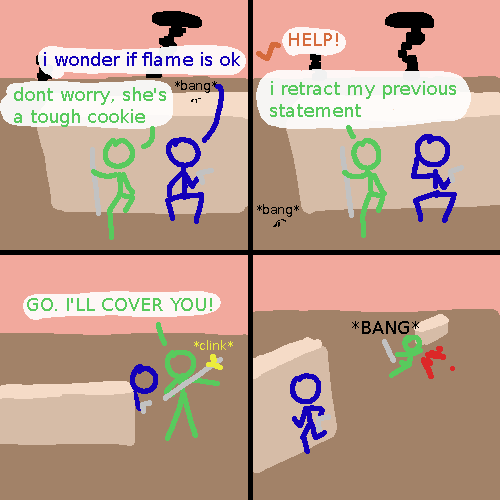 i wonder if flame is ok
*bang*
dont worry, she's
a tough cookie
HELP!
i retract my previous
statement
*bang*
GO. I'LL COVER YOU!
*clink*
*BANG*